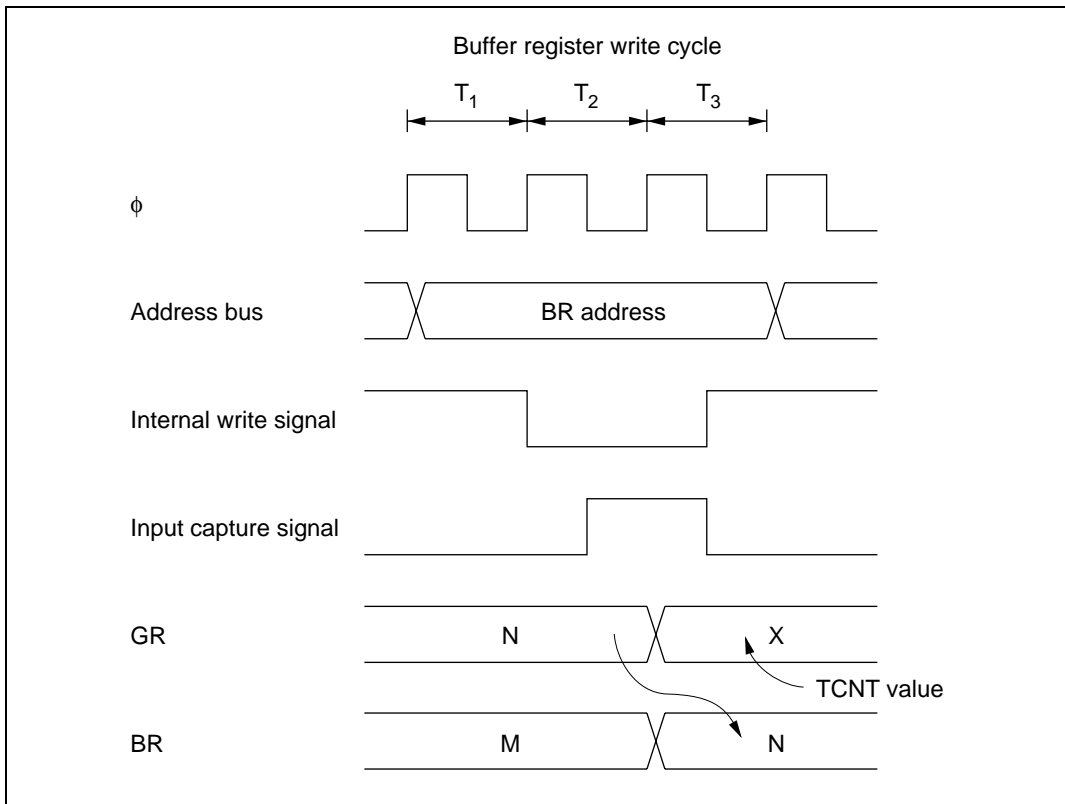 Buffer register write cycle
T1 T2 T3
φ
Address bus BR address
Internal write signal
Input capture signal
GR N X
TCNT value
BR M N